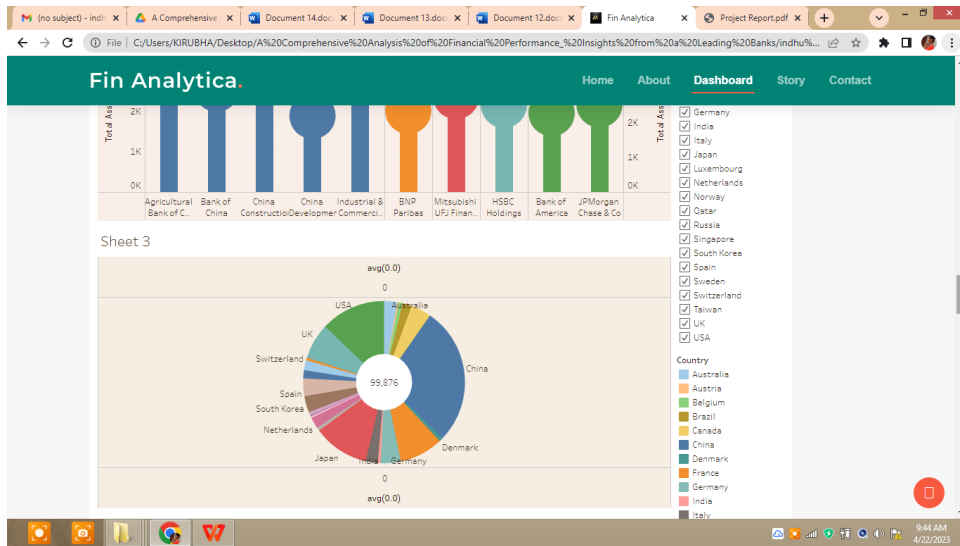 (no subject) - indh
A Comprehensive
Document 14.doc
Document 13.doc
Document 12.doc
Fin Analytica
Project Report.pdf
File | C:/Users/KIRUBHA/Desktop/A%20Comprehensive%20Analysis%20of%20Financial%20Performance_%20Insights%20from%20a%20Leading%20Banks/indhu%...
Fin Analytica.
Home About Dashboard Story Contact
Total Ass
2K
1K
0K
2K
1K
0K
Total Ass
Agricultural Bank of C..
Bank of China
China Constructio
China Developmer
Industrial & Commerci..
BNP Paribas
Mitsubishi UFJ Finan..
HSBC Holdings
Bank of America
JPMorgan Chase & Co
Germany
India
Italy
Japan
Luxembourg
Netherlands
Norway
Qatar
Russia
Singapore
South Korea
Spain
Sweden
Switzerland
Taiwan
UK
USA
Sheet 3
avg(0.0)
0
USA
Australia
UK
Switzerland
China
99,876
Spain
South Korea
Netherlands
Denmark
Japan
India
Germany
0
avg(0.0)
Country
Australia
Austria
Belgium
Brazil
Canada
China
Denmark
France
Germany
India
Italy
9:44 AM
4/22/2023